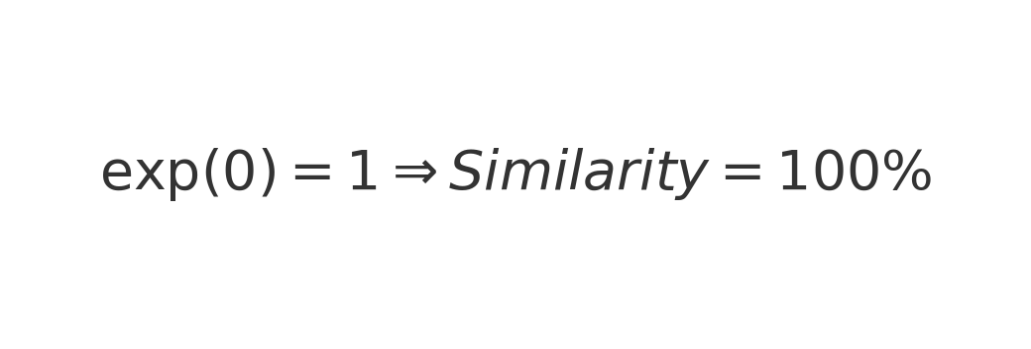 exp(0) = 1 ⇒ Similarity = 100%